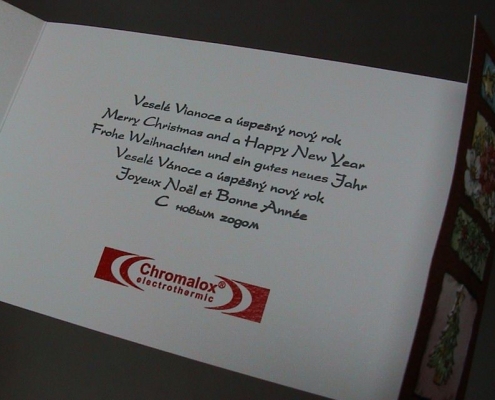 Veselé Vianoce a úspešný nový rok
Merry Christmas and a Happy New Year
Frohe Weihnachten und ein gutes neues Jahr
Veselé Vánoce a úspěšný nový rok
Joyeux Noël et Bonne Année
С новым годом
Chromalox®
electrothermic